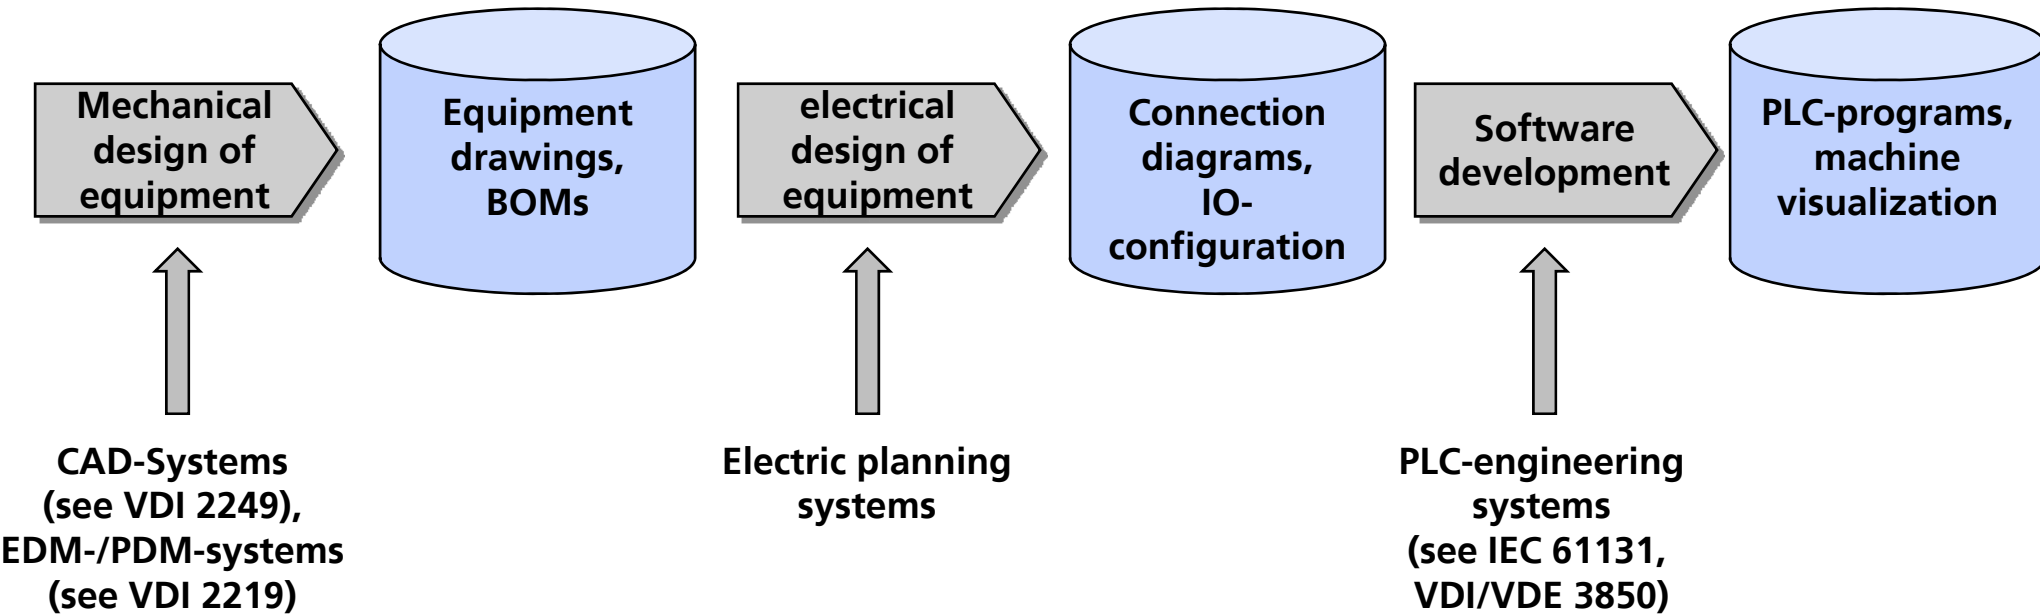 Mechanical
design of
equipment
Equipment
drawings,
BOMs
electrical
design of
equipment
Connection
diagrams,
IO-
configuration
Software
development
PLC-programs,
machine
visualization
CAD-Systems
(see VDI 2249),
EDM-/PDM-systems
(see VDI 2219)
Electric planning
systems
PLC-engineering
systems
(see IEC 61131,
VDI/VDE 3850)